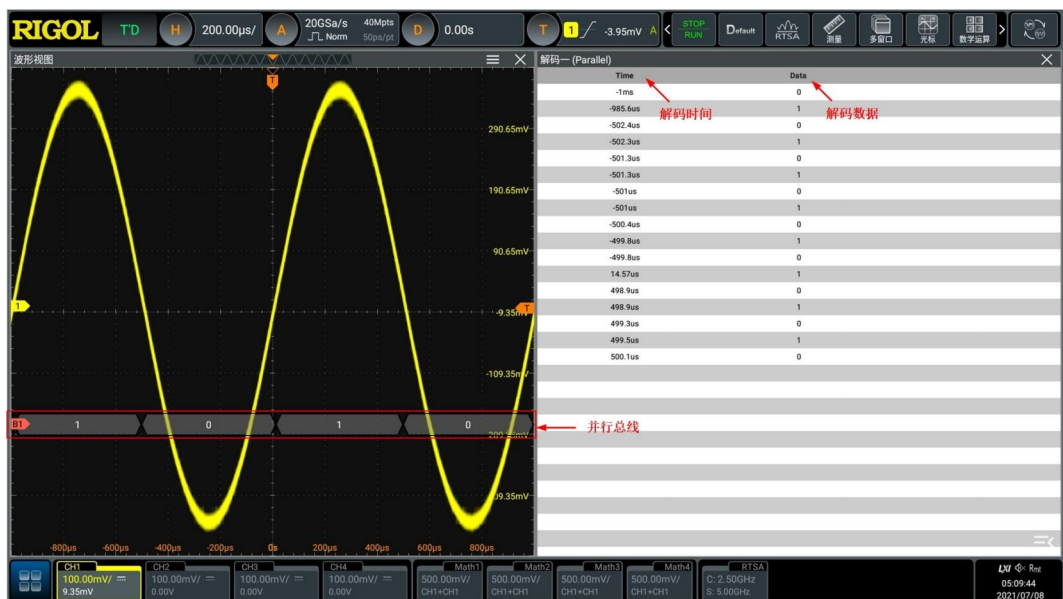 RIGOL T'D H 200.00μs/ A 20GSa/s 40Mpts Norm 50ps/pt D 0.00s T 1 -3.95mV A STOP RUN Default RTSA 测量 多窗口 光标 数学运算
波形视图
解码一 (Parallel)
Time Data
解码时间
解码数据
-1ms 0
-985.6us 1
-502.4us 0
-502.3us 1
-501.3us 0
-501.3us 1
-501us 0
-501us 1
-500.4us 0
-499.8us 1
-499.8us 0
14.57us 1
498.9us 0
498.9us 1
499.3us 0
499.5us 1
500.1us 0
T
290.65mV
190.65mV
90.65mV
1
T
-9.35mV
-109.35mV
B1 1 0 1 0
并行总线
-800μs -600μs -400μs -200μs 0s 200μs 400μs 600μs 800μs
CH1 CH2 CH3 CH4 Math1 Math2 Math3 Math4 RTSA
100.00mV/ 100.00mV/ 100.00mV/ 100.00mV/ 500.00mV/ 500.00mV/ 500.00mV/ 500.00mV/ C: 2.50GHz
9.35mV 0.00V 0.00V 0.00V CH1+CH1 CH1+CH1 CH1+CH1 CH1+CH1 S: 5.00GHz
LXI Rmt
05:09:44
2021/07/08